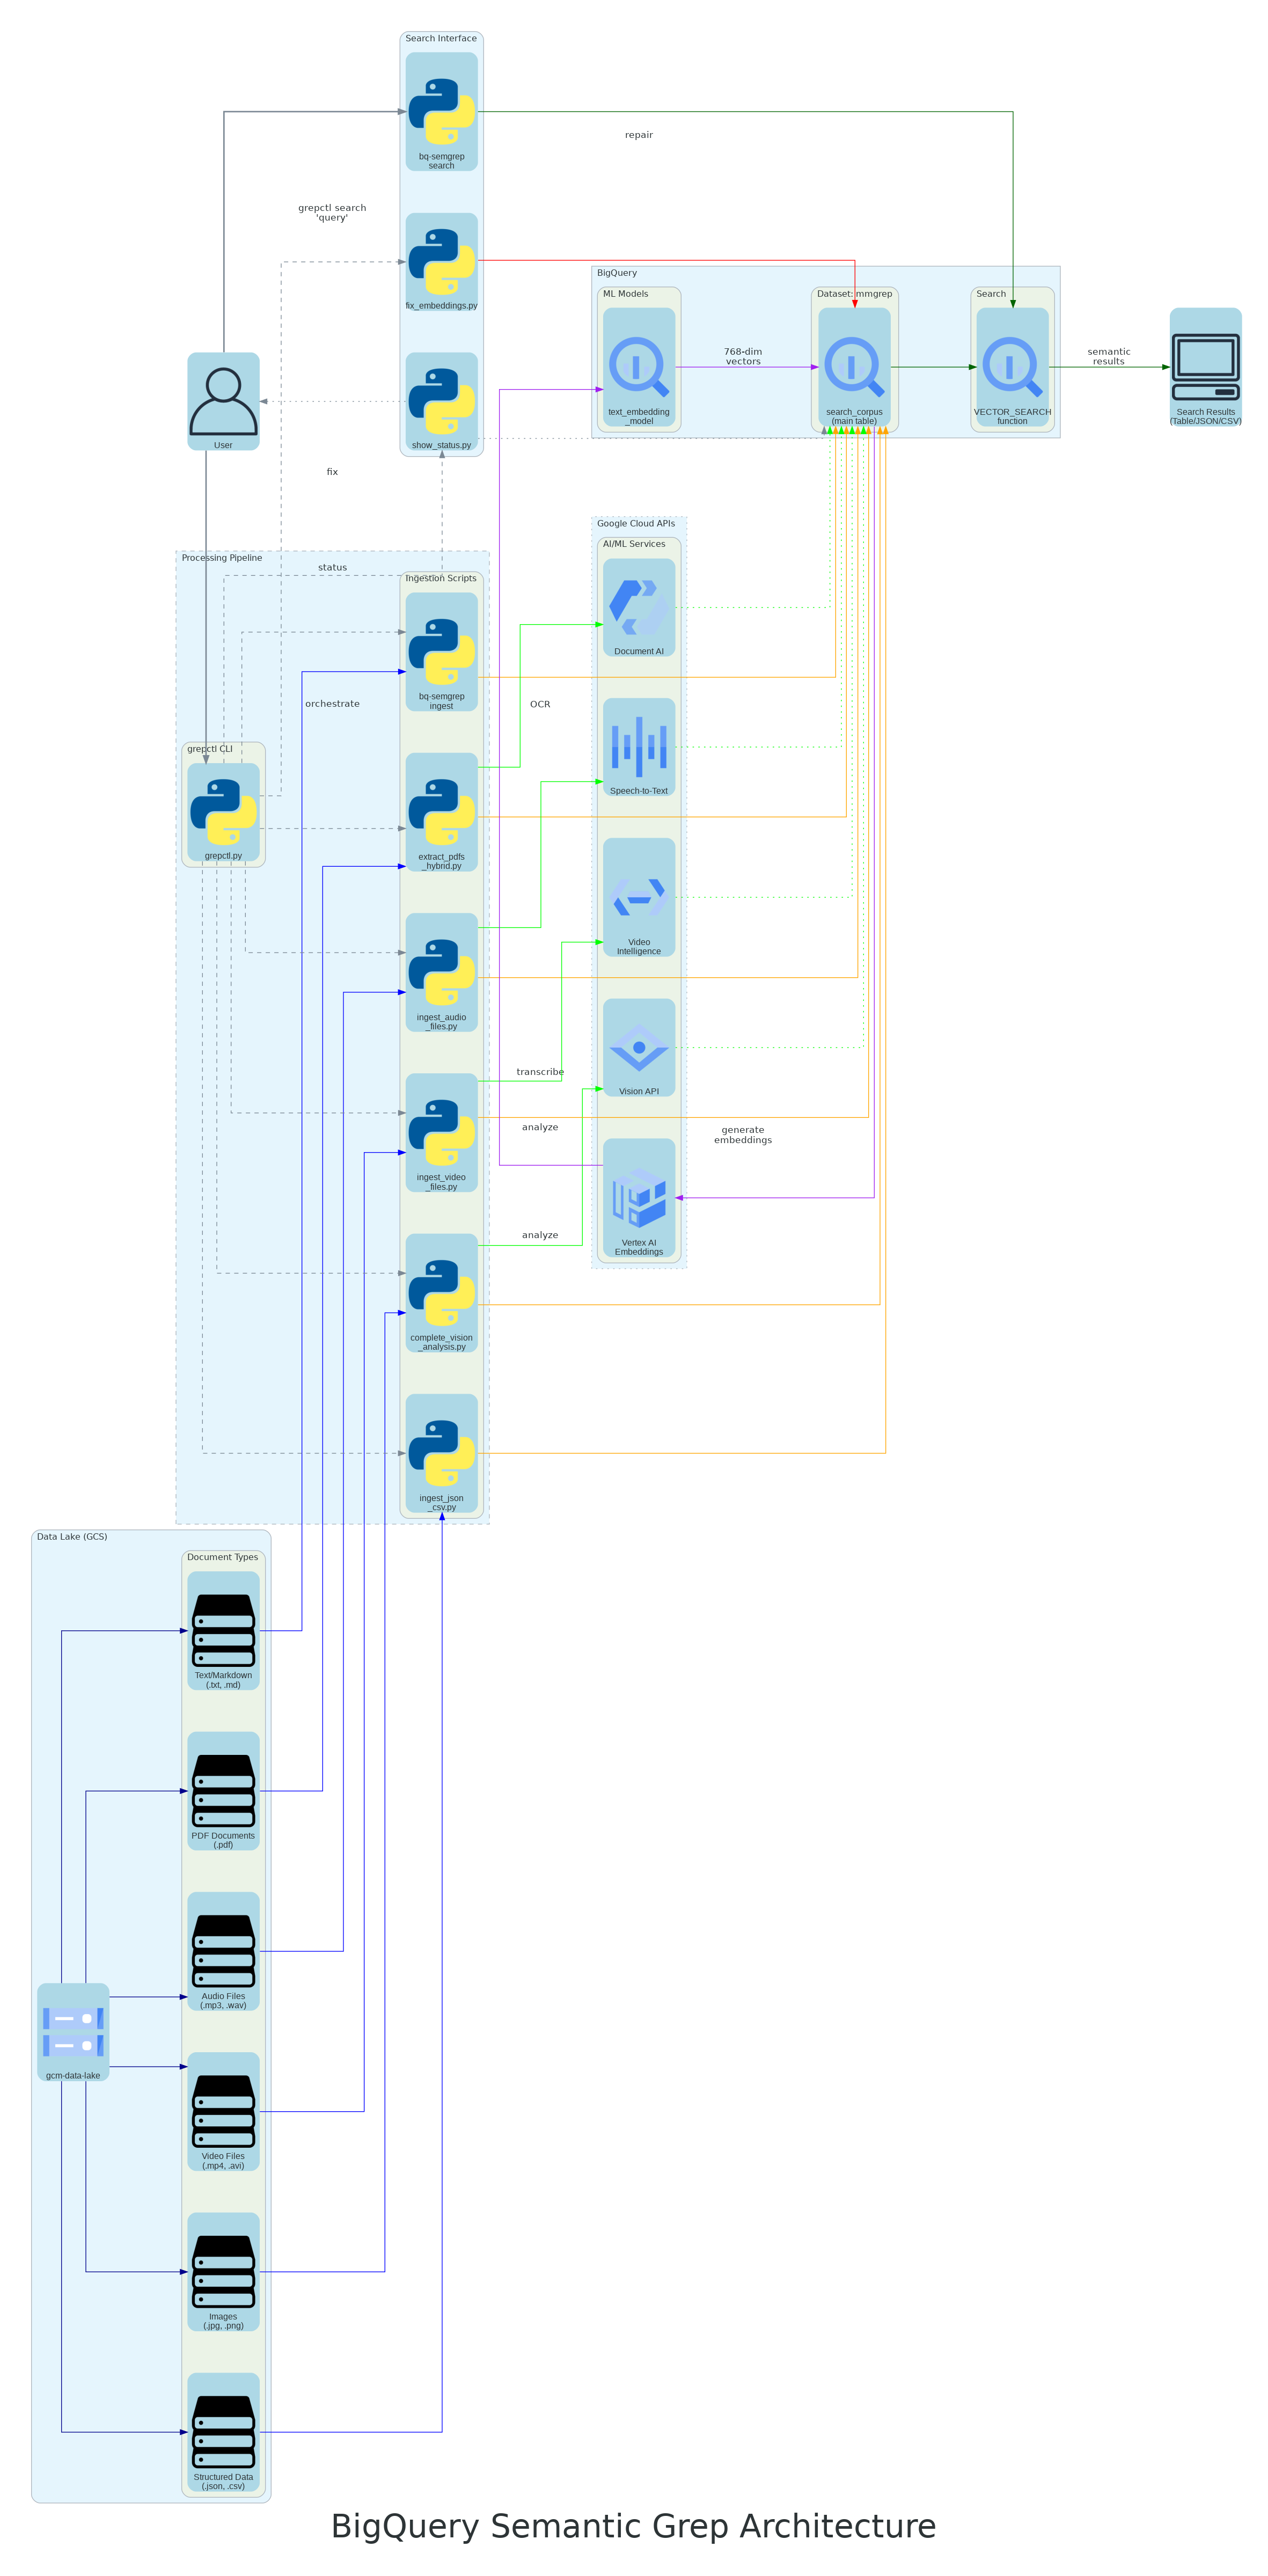 Search Interface
bq-semgrep
search
repair
grepctl search
'query'
fix_embeddings.py
BigQuery
ML Models
Dataset: mmgrep
Search
768-dim
vectors
semantic
results
text_embedding
_model
search_corpus
(main table)
VECTOR_SEARCH
function
Search Results
(Table/JSON/CSV)
User
show_status.py
fix
Google Cloud APIs
AI/ML Services
Processing Pipeline
status
Ingestion Scripts
Document AI
bq-semgrep
ingest
orchestrate
OCR
grepctl CLI
Speech-to-Text
grepctl.py
extract_pdfs
_hybrid.py
Video
Intelligence
ingest_audio
_files.py
transcribe
Vision API
analyze
generate
embeddings
ingest_video
_files.py
analyze
Vertex AI
Embeddings
complete_vision
_analysis.py
ingest_json
_csv.py
Data Lake (GCS)
Document Types
Text/Markdown
(.txt, .md)
PDF Documents
(.pdf)
Audio Files
(.mp3, .wav)
gcm-data-lake
Video Files
(.mp4, .avi)
Images
(.jpg, .png)
Structured Data
(.json, .csv)
BigQuery Semantic Grep Architecture